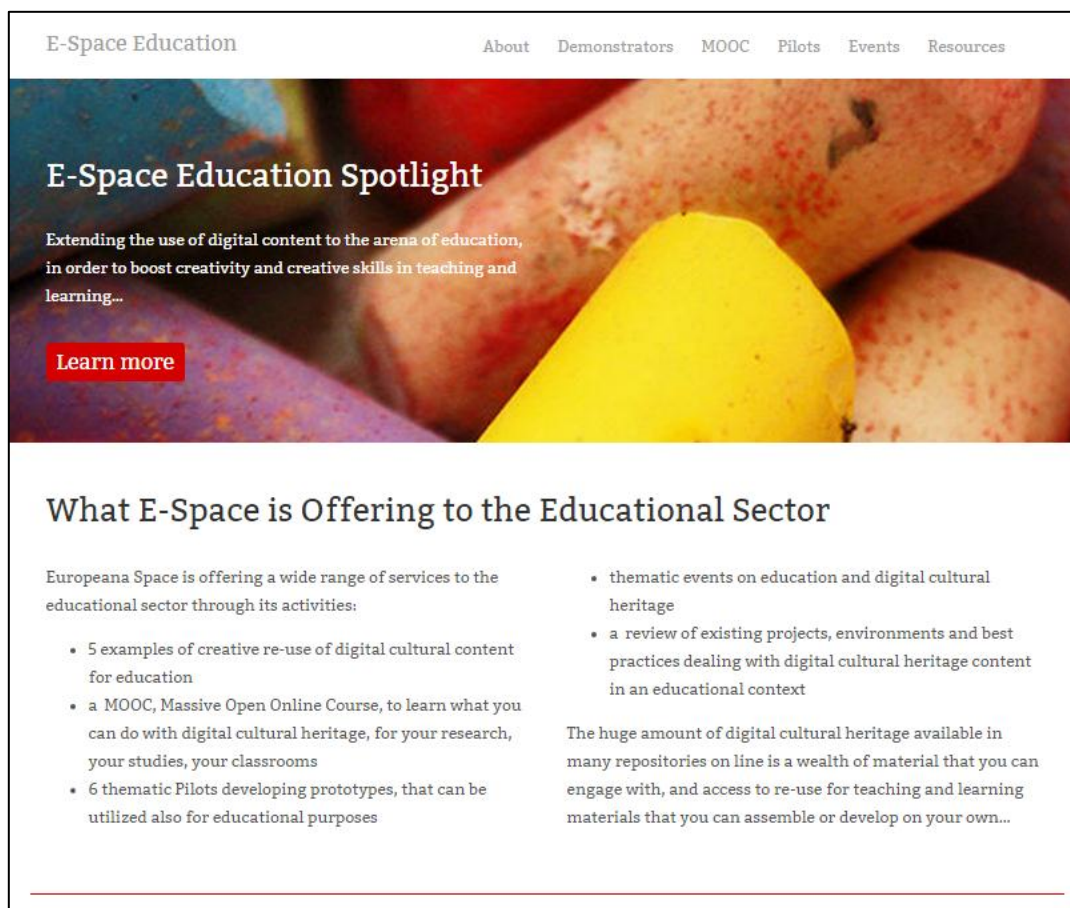 E-Space Education
About Demonstrators MOOC Pilots Events Resources
E-Space Education Spotlight
Extending the use of digital content to the arena of education,
in order to boost creativity and creative skills in teaching and
learning...
Learn more
What E-Space is Offering to the Educational Sector
Europeana Space is offering a wide range of services to the
educational sector through its activities:
• 5 examples of creative re-use of digital cultural content
for education
• a MOOC, Massive Open Online Course, to learn what you
can do with digital cultural heritage, for your research,
your studies, your classrooms
• 6 thematic Pilots developing prototypes, that can be
utilized also for educational purposes
• thematic events on education and digital cultural
heritage
• a review of existing projects, environments and best
practices dealing with digital cultural heritage content
in an educational context
The huge amount of digital cultural heritage available in
many repositories on line is a wealth of material that you can
engage with, and access to re-use for teaching and learning
materials that you can assemble or develop on your own...